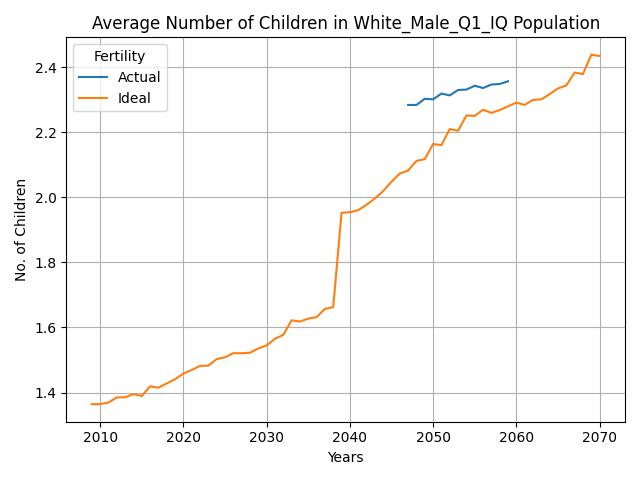 Average Number of Children in White_Male_Q1_IQ Population
Fertility
Actual
Ideal
No. of Children
2.4
2.2
2.0
1.8
1.6
1.4
2010 2020 2030 2040 2050 2060 2070
Years